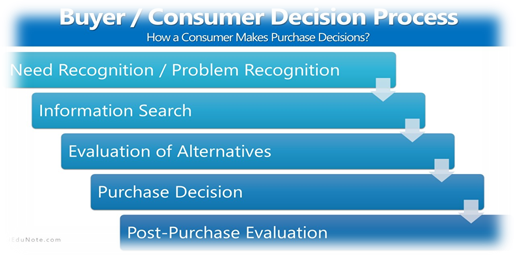 Buyer / Consumer Decision Process
How a Consumer Makes Purchase Decisions?
Need Recognition / Problem Recognition
Information Search
Evaluation of Alternatives
Purchase Decision
Post-Purchase Evaluation
duNote.com